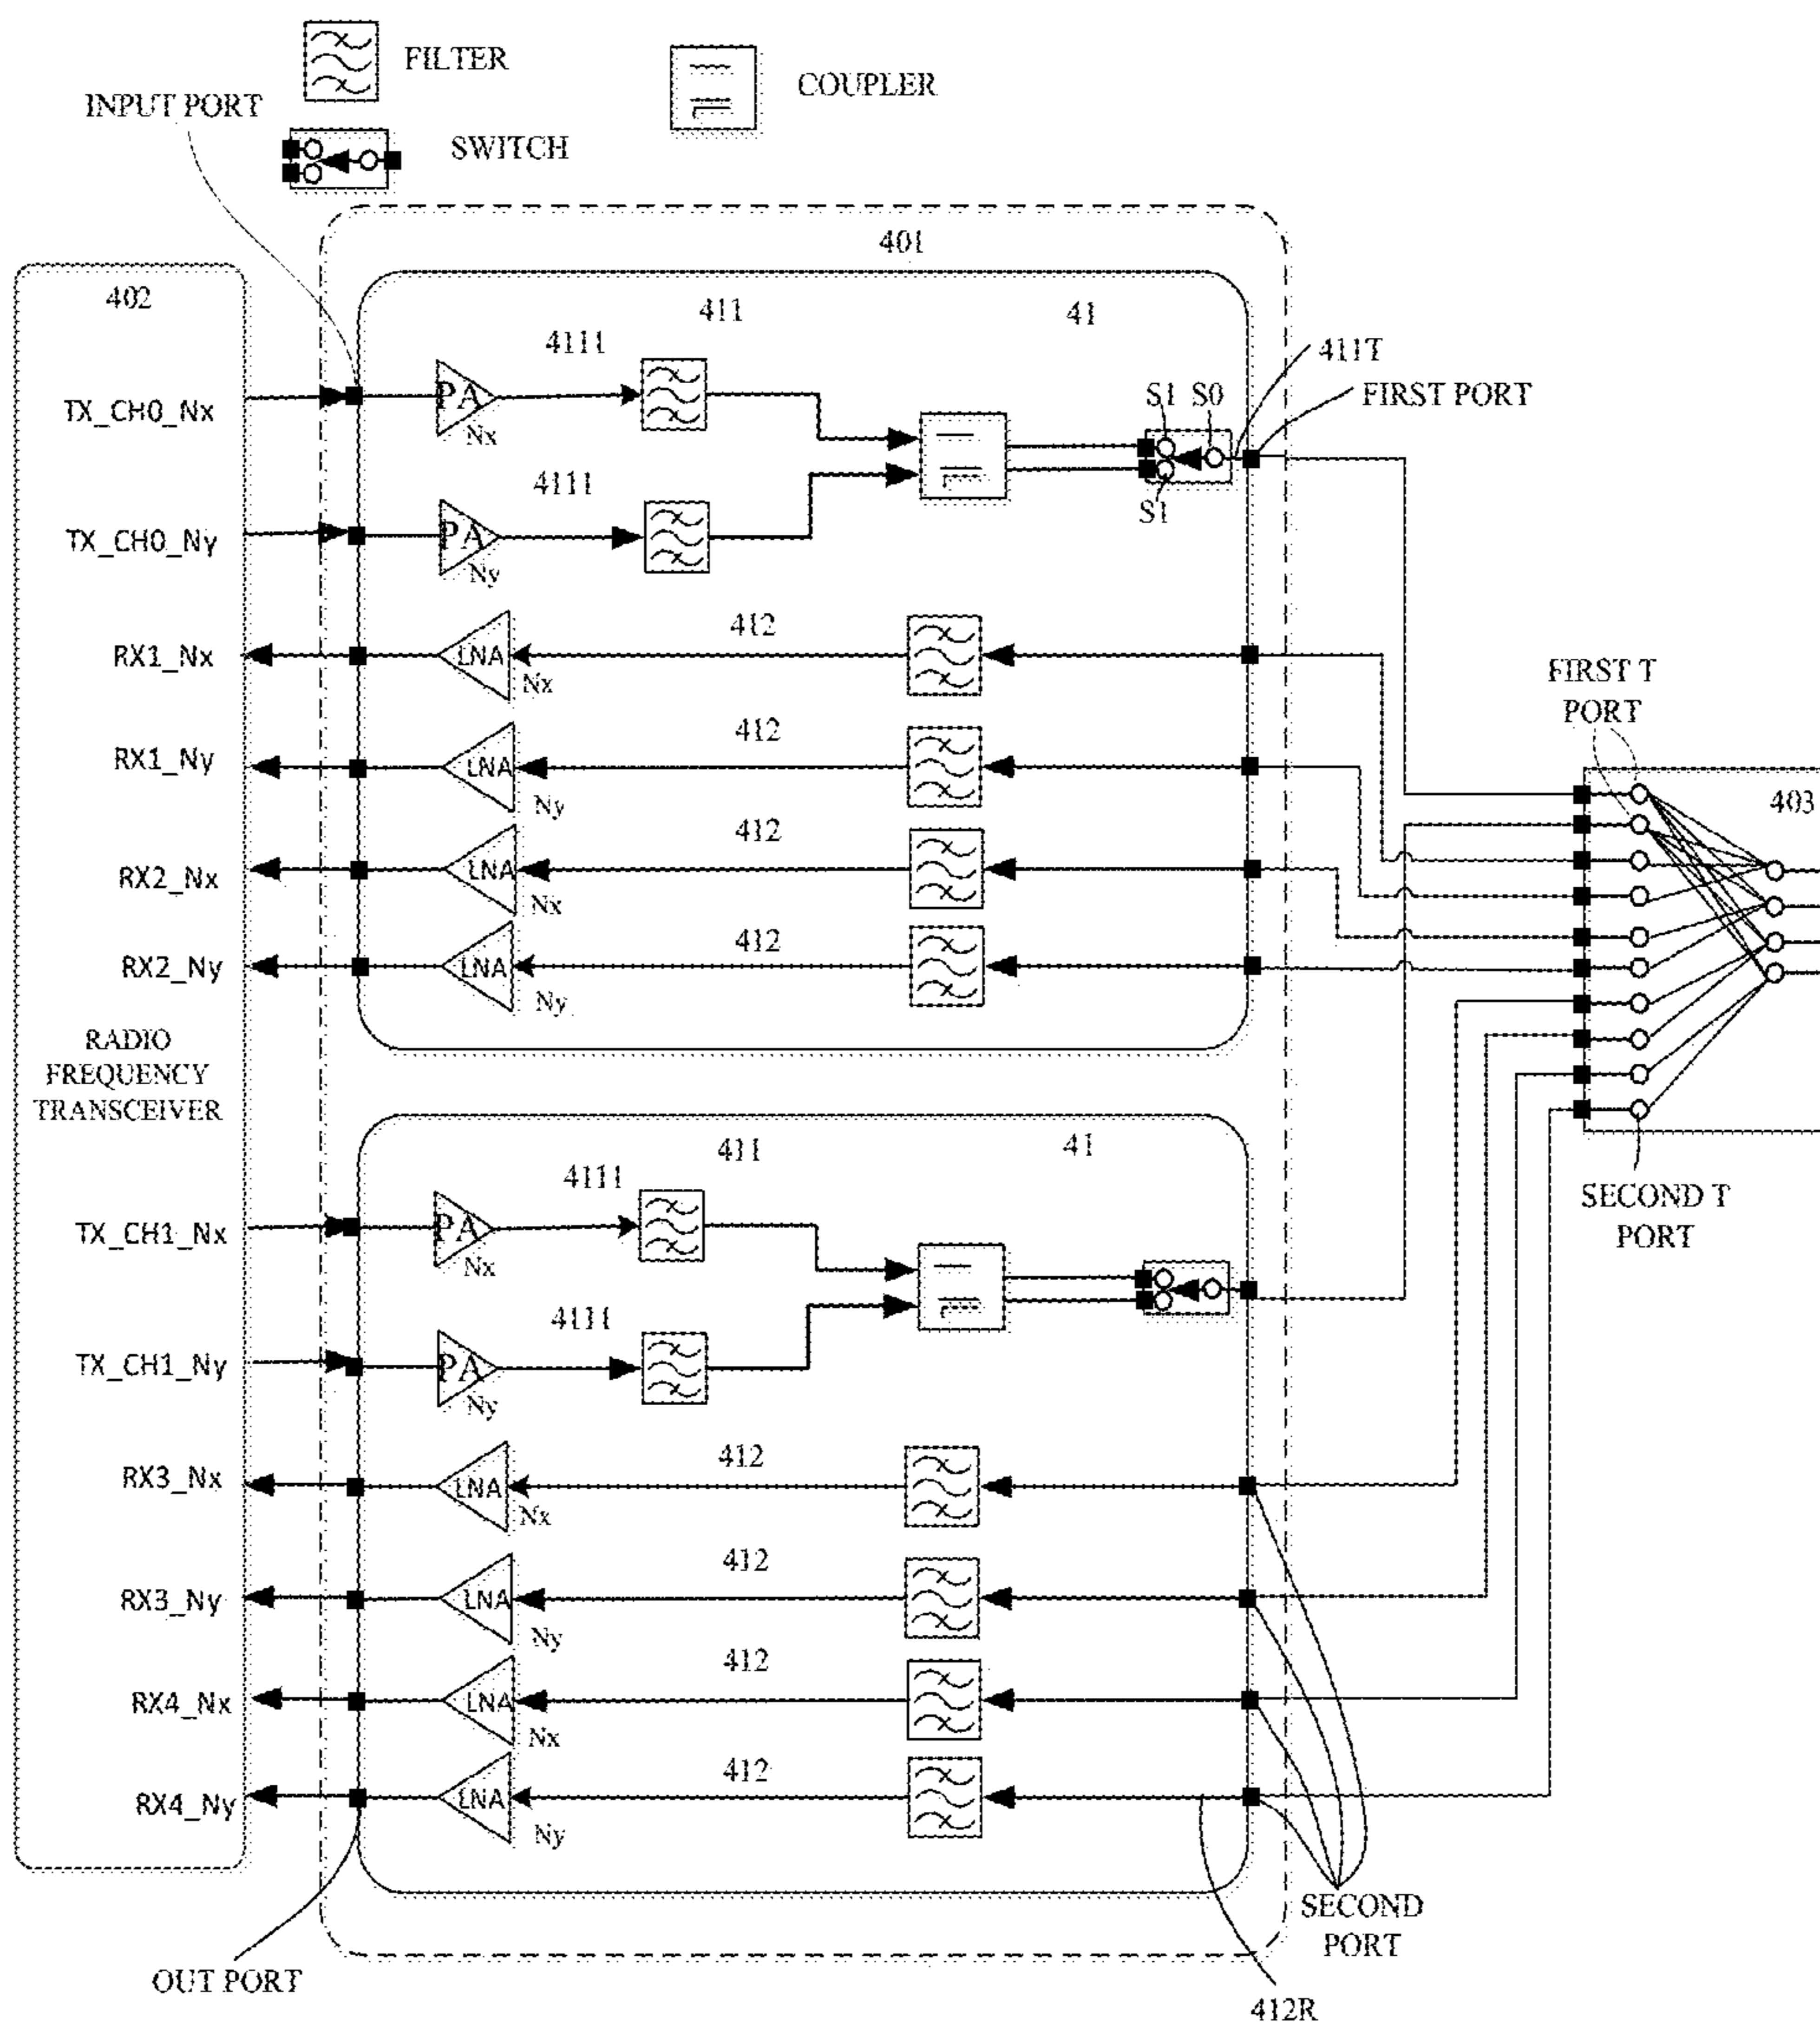 FILTER
COUPLER
INPUT PORT
SWITCH
401
402
411
41
4111
411T
FIRST PORT
TX_CH0_Nx
PA
Nx
S1 S0
4111
S1
TX_CH0_Ny
PA
Ny
412
RX1_Nx
LNA
Nx
FIRST T
PORT
412
RX1_Ny
LNA
Ny
403
412
RX2_Nx
LNA
Nx
412
RX2_Ny
LNA
Ny
RADIO
FREQUENCY
TRANSCEIVER
411
41
4111
SECOND T
PORT
TX_CH1_Nx
PA
Nx
4111
TX_CH1_Ny
PA
Ny
412
RX3_Nx
LNA
Nx
412
RX3_Ny
LNA
Ny
412
RX4_Nx
LNA
Nx
412
RX4_Ny
LNA
Ny
SECOND
PORT
OUT PORT
412R